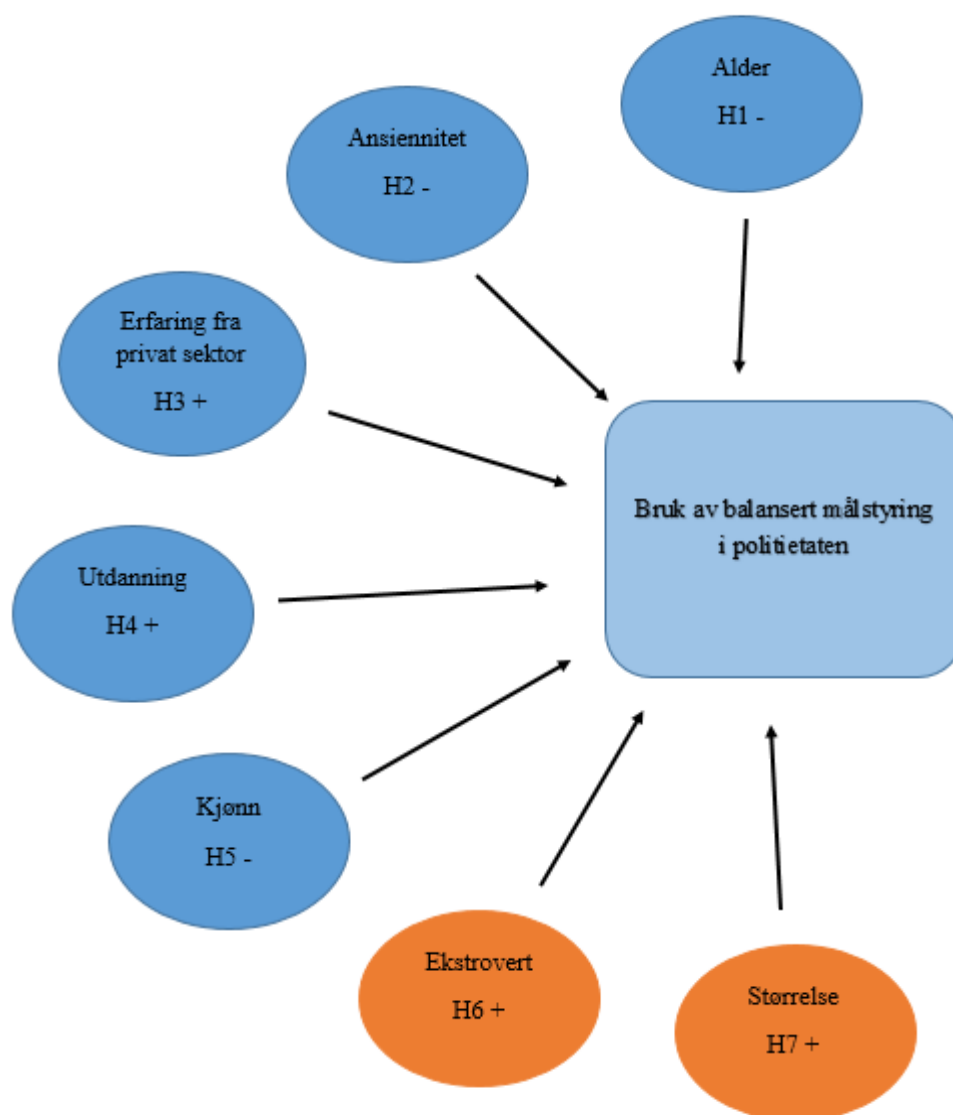 Alder
H1 -
Ansiennitet
H2 -
Erfaring fra
privat sektor
H3 +
Utdanning
H4 +
Kjønn
H5 -
Ekstrovert
H6 +
Størrelse
H7 +
Bruk av balansert målstyring
i politietaten